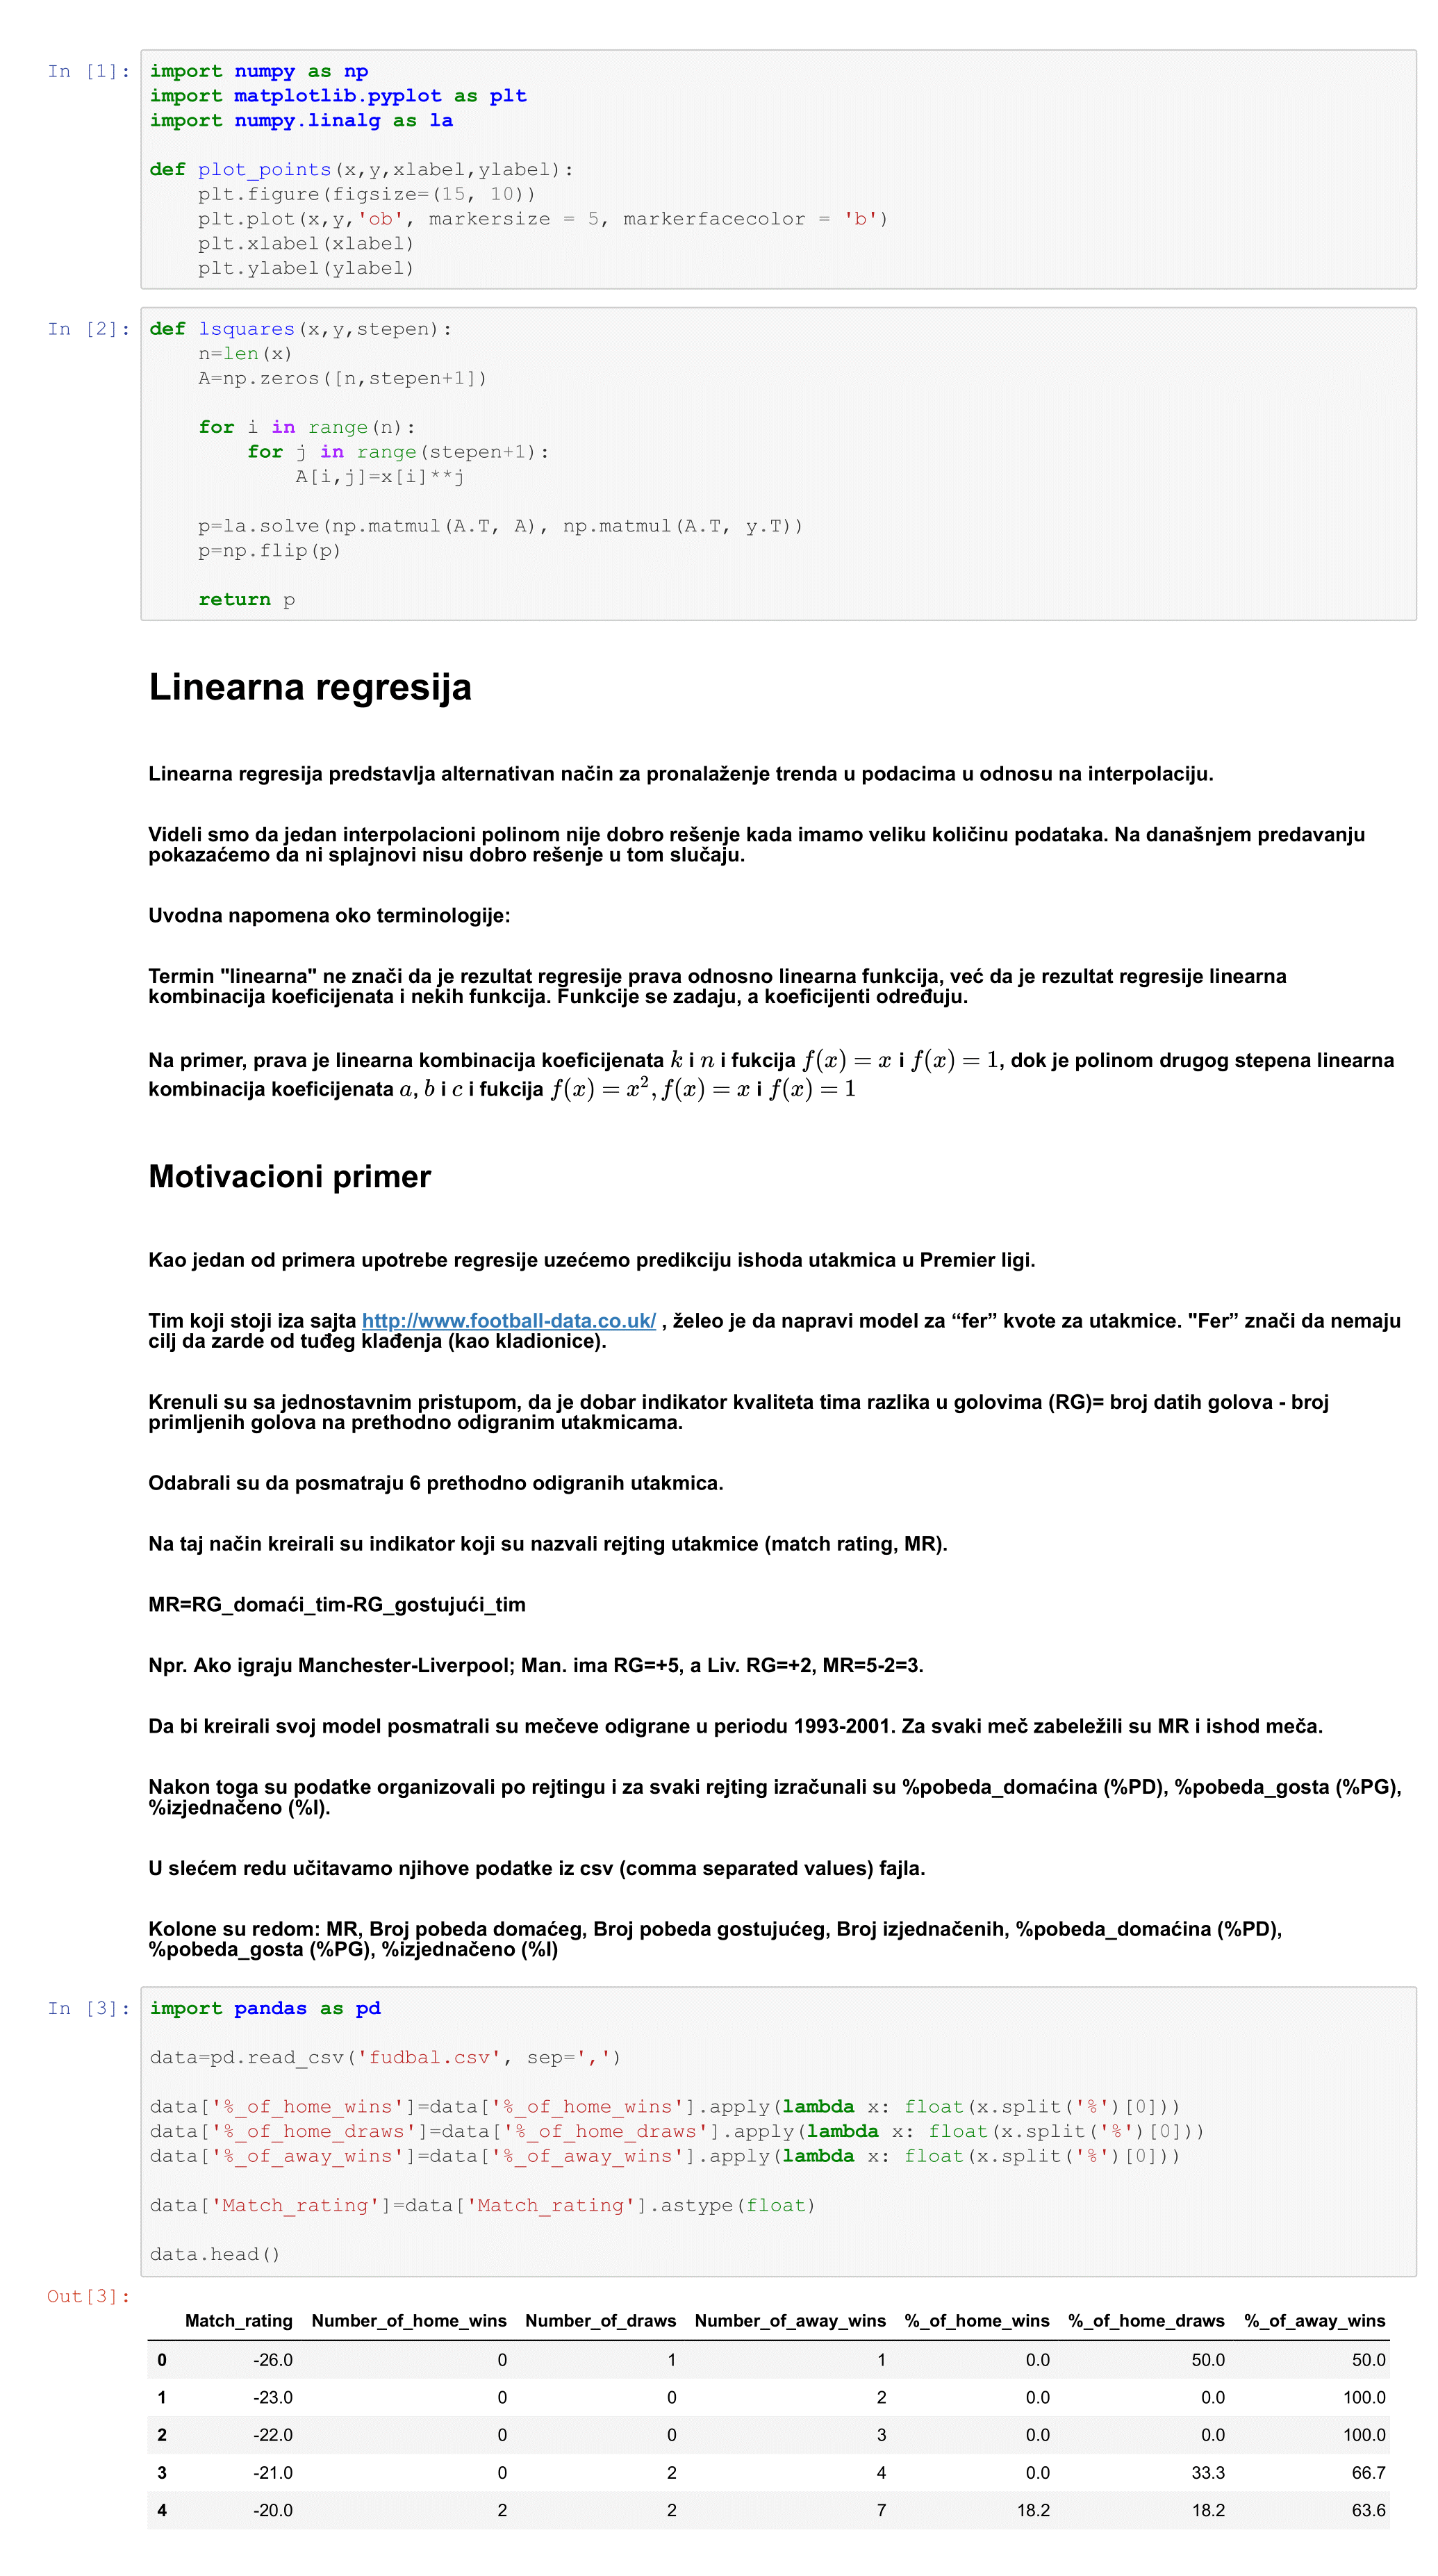 In [1]: import numpy as np
import matplotlib.pyplot as plt
import numpy.linalg as la
def plot_points(x,y,xlabel,ylabel):
    plt.figure(figsize=(15, 10))
    plt.plot(x,y,'ob', markersize = 5, markerfacecolor = 'b')
    plt.xlabel(xlabel)
    plt.ylabel(ylabel)
In [2]: def lsquares(x,y,stepen):
    n=len(x)
    A=np.zeros([n,stepen+1])
    for i in range(n):
        for j in range(stepen+1):
            A[i,j]=x[i]**j
    p=la.solve(np.matmul(A.T, A), np.matmul(A.T, y.T))
    p=np.flip(p)
    return p
Linearna regresija
Linearna regresija predstavlja alternativan način za pronalaženje trenda u podacima u odnosu na interpolaciju.
Videli smo da jedan interpolacioni polinom nije dobro rešenje kada imamo veliku količinu podataka. Na današnjem predavanju
pokazaćemo da ni splajnovi nisu dobro rešenje u tom slučaju.
Uvodna napomena oko terminologije:
Termin "linearna" ne znači da je rezultat regresije prava odnosno linearna funkcija, već da je rezultat regresije linearna
kombinacija koeficijenata i nekih funkcija. Funkcije se zadaju, a koeficijenti određuju.
Na primer, prava je linearna kombinacija koeficijenata k i n i fukcija f(x) = x i f(x) = 1, dok je polinom drugog stepena linearna
kombinacija koeficijenata a, b i c i fukcija f(x) = x², f(x) = x i f(x) = 1
Motivacioni primer
Kao jedan od primera upotrebe regresije uzećemo predikciju ishoda utakmica u Premier ligi.
Tim koji stoji iza sajta http://www.football-data.co.uk/ , želeo je da napravi model za “fer” kvote za utakmice. "Fer” znači da nemaju
cilj da zarde od tuđeg klađenja (kao kladionice).
Krenuli su sa jednostavnim pristupom, da je dobar indikator kvaliteta tima razlika u golovima (RG)= broj datih golova - broj
primljenih golova na prethodno odigranim utakmicama.
Odabrali su da posmatraju 6 prethodno odigranih utakmica.
Na taj način kreirali su indikator koji su nazvali rejting utakmice (match rating, MR).
MR=RG_domaći_tim-RG_gostujući_tim
Npr. Ako igraju Manchester-Liverpool; Man. ima RG=+5, a Liv. RG=+2, MR=5-2=3.
Da bi kreirali svoj model posmatrali su mečeve odigrane u periodu 1993-2001. Za svaki meč zabeležili su MR i ishod meča.
Nakon toga su podatke organizovali po rejtingu i za svaki rejting izračunali su %pobeda_domaćina (%PD), %pobeda_gosta (%PG),
%izjednačeno (%I).
U slećem redu učitavamo njihove podatke iz csv (comma separated values) fajla.
Kolone su redom: MR, Broj pobeda domaćeg, Broj pobeda gostujućeg, Broj izjednačenih, %pobeda_domaćina (%PD),
%pobeda_gosta (%PG), %izjednačeno (%I)
In [3]: import pandas as pd
data=pd.read_csv('fudbal.csv', sep=',')
data['%_of_home_wins']=data['%_of_home_wins'].apply(lambda x: float(x.split('%')[0]))
data['%_of_home_draws']=data['%_of_home_draws'].apply(lambda x: float(x.split('%')[0]))
data['%_of_away_wins']=data['%_of_away_wins'].apply(lambda x: float(x.split('%')[0]))
data['Match_rating']=data['Match_rating'].astype(float)
data.head()
Out[3]:
Match_rating Number_of_home_wins Number_of_draws Number_of_away_wins %_of_home_wins %_of_home_draws %_of_away_wins
0 -26.0 0 1 1 0.0 50.0 50.0
1 -23.0 0 0 2 0.0 0.0 100.0
2 -22.0 0 0 3 0.0 0.0 100.0
3 -21.0 0 2 4 0.0 33.3 66.7
4 -20.0 2 2 7 18.2 18.2 63.6